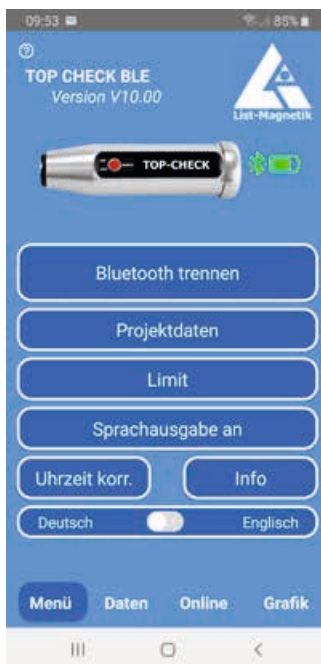 09:53 85%
TOP CHECK BLE
Version V10.00
List-Magnetik
TOP-CHECK
Bluetooth trennen
Projektdaten
Limit
Sprachausgabe an
Uhrzeit korr. Info
Deutsch Englisch
Menü Daten Online Grafik